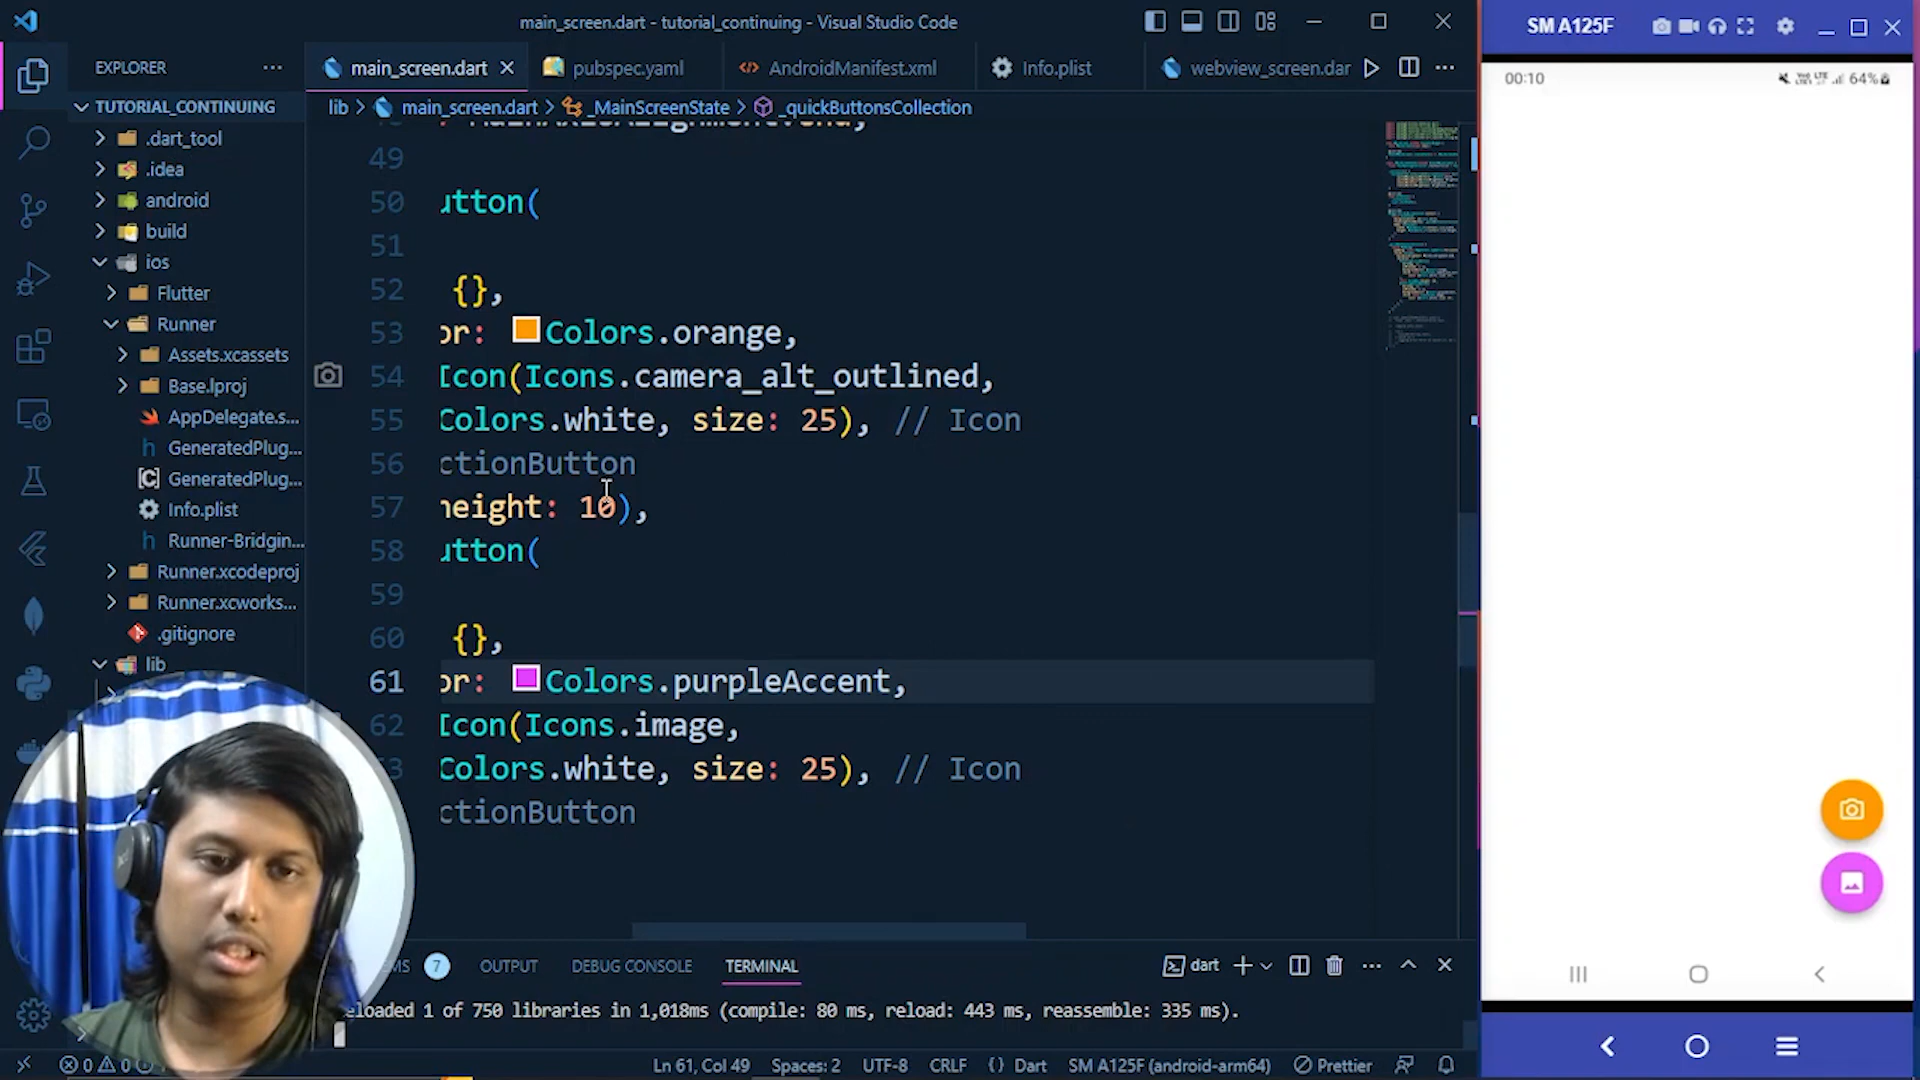 main_screen.dart - tutorial_continuing - Visual Studio Code
SM A125F
EXPLORER
main_screen.dart
pubspec.yaml
AndroidManifest.xml
Info.plist
webview_screen.dar
00:10
64%
TUTORIAL_CONTINUING
lib > main_screen.dart > _MainScreenState > _quickButtonsCollection
.dart_tool
.idea
android
build
ios
Flutter
Runner
Assets.xcassets
Base.lproj
AppDelegate.s...
GeneratedPlug...
GeneratedPlug...
Info.plist
Runner-Bridgin...
Runner.xcodeproj
Runner.xcworks...
.gitignore
lib
49
50 utton(
51
52 {},
53 or: Colors.orange,
54 Icon(Icons.camera_alt_outlined,
55 Colors.white, size: 25), // Icon
56 ctionButton
57 height: 10),
58 utton(
59
60 {},
61 or: Colors.purpleAccent,
62 Icon(Icons.image,
3 Colors.white, size: 25), // Icon
ctionButton
MS 7 OUTPUT DEBUG CONSOLE TERMINAL
dart
eloaded 1 of 750 libraries in 1,018ms (compile: 80 ms, reload: 443 ms, reassemble: 335 ms).
0 0
Ln 61, Col 49 Spaces: 2 UTF-8 CRLF {} Dart SM A125F (android-arm64) Prettier